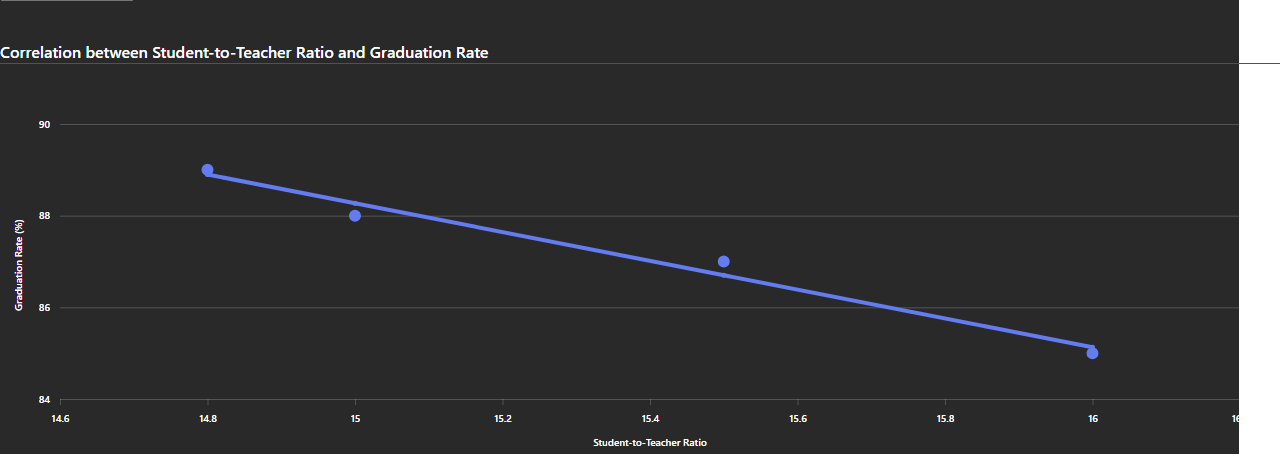 Correlation between Student-to-Teacher Ratio and Graduation Rate
90
88
86
84
Graduation Rate (%)
14.6 14.8 15 15.2 15.4 15.6 15.8 16 16
Student-to-Teacher Ratio